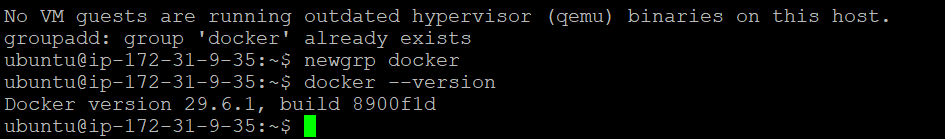 No VM guests are running outdated hypervisor (qemu) binaries on this host.
groupadd: group 'docker' already exists
ubuntu@ip-172-31-9-35:~$ newgrp docker
ubuntu@ip-172-31-9-35:~$ docker --version
Docker version 29.6.1, build 8900f1d
ubuntu@ip-172-31-9-35:~$